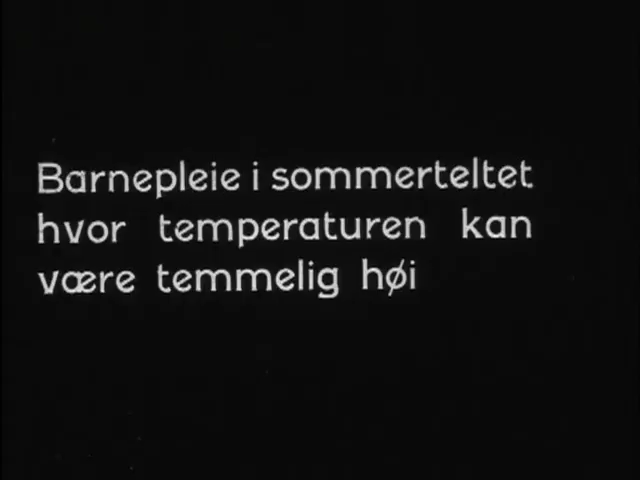 Barnepleie i sommerteltet
hvor temperaturen kan
være temmelig høi